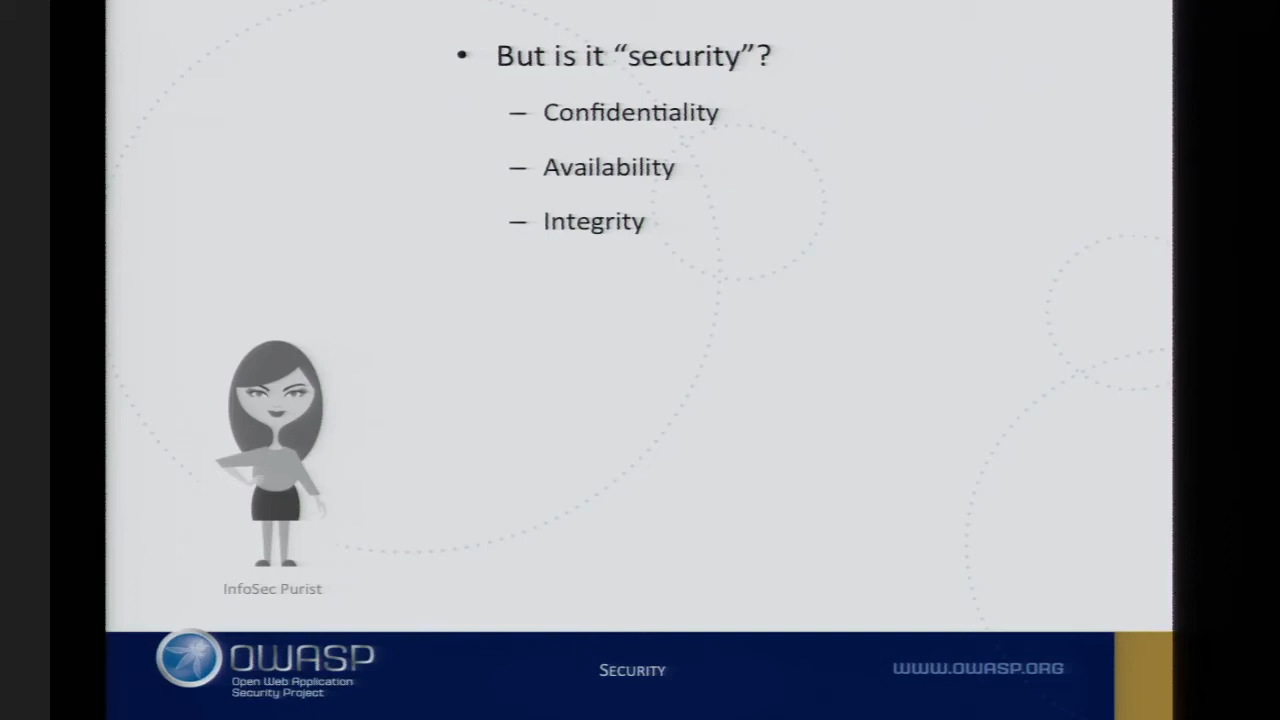 • But is it “security”?
– Confidentiality
– Availability
– Integrity
InfoSec Purist
OWASP
Open Web Application
Security Project
SECURITY
WWW.OWASP.ORG